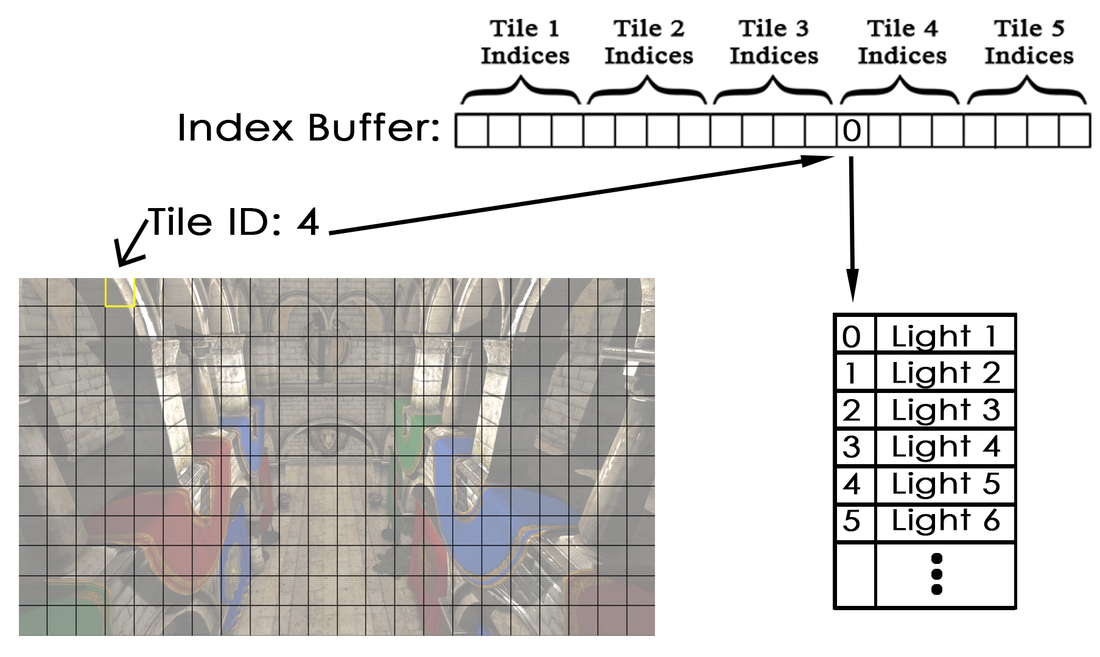 Tile 1
Indices
Tile 2
Indices
Tile 3
Indices
Tile 4
Indices
Tile 5
Indices
Index Buffer:
0
Tile ID: 4
0 Light 1
1 Light 2
2 Light 3
3 Light 4
4 Light 5
5 Light 6